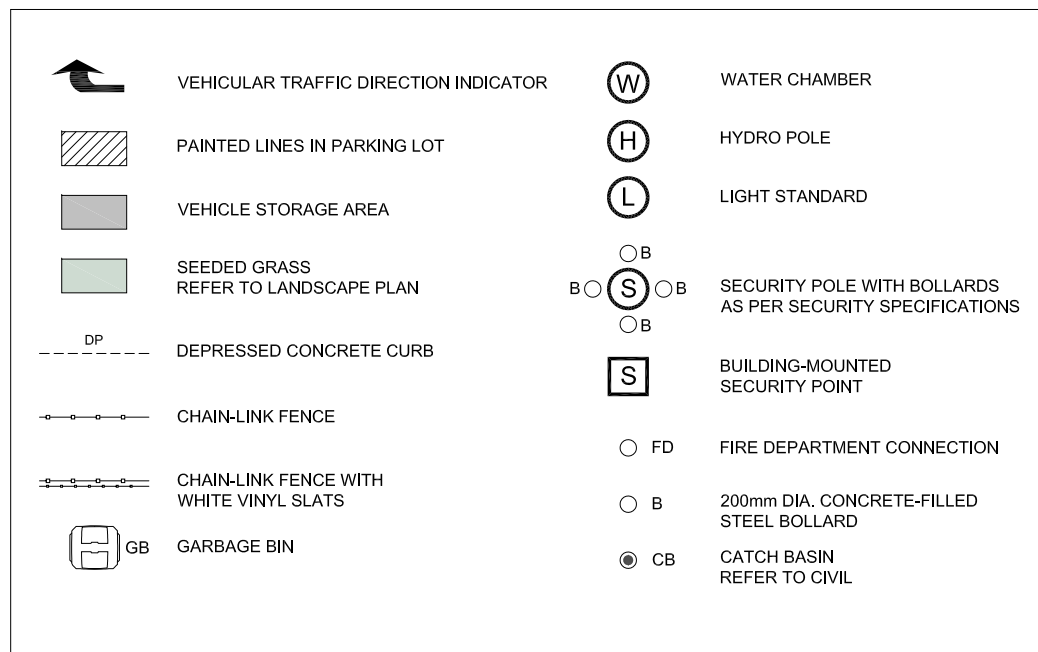 VEHICULAR TRAFFIC DIRECTION INDICATOR
PAINTED LINES IN PARKING LOT
VEHICLE STORAGE AREA
SEEDED GRASS
REFER TO LANDSCAPE PLAN
DP
DEPRESSED CONCRETE CURB
CHAIN-LINK FENCE
CHAIN-LINK FENCE WITH
WHITE VINYL SLATS
GB GARBAGE BIN
W WATER CHAMBER
H HYDRO POLE
L LIGHT STANDARD
B
B S B
B
SECURITY POLE WITH BOLLARDS
AS PER SECURITY SPECIFICATIONS
S
BUILDING-MOUNTED
SECURITY POINT
FD FIRE DEPARTMENT CONNECTION
B 200mm DIA. CONCRETE-FILLED
STEEL BOLLARD
CB CATCH BASIN
REFER TO CIVIL